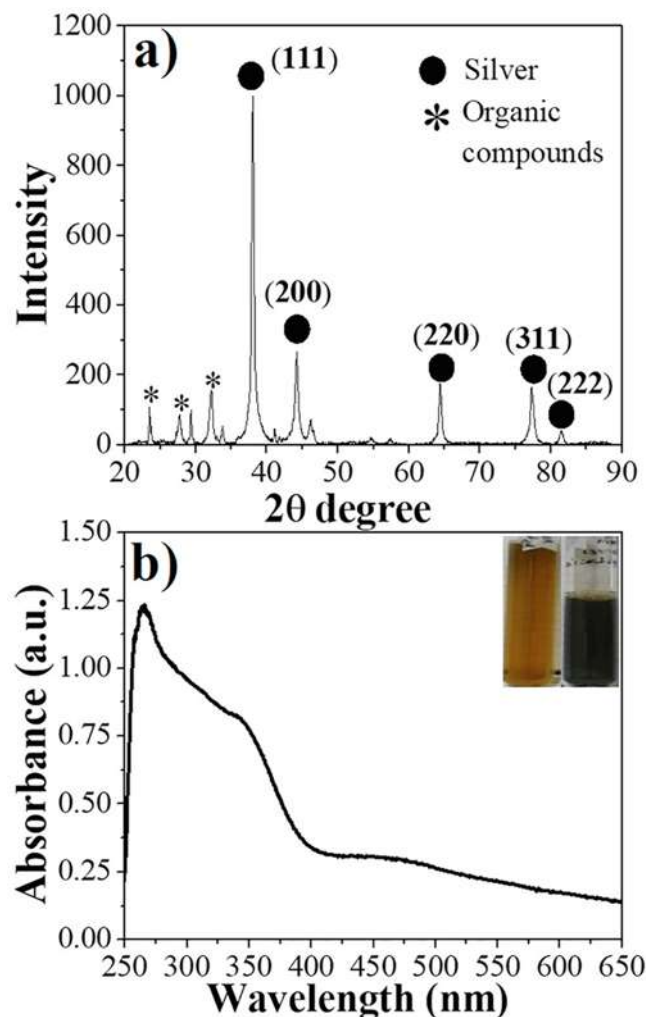 a)
(111)
Silver
* Organic
compounds
(200)
(220)
(311)
(222)
* * *
Intensity
1200
1000
800
600
400
200
0
20 30 40 50 60 70 80 90
2θ degree
b)
Absorbance (a.u.)
1.50
1.25
1.00
0.75
0.50
0.25
0.00
250 300 350 400 450 500 550 600 650
Wavelength (nm)